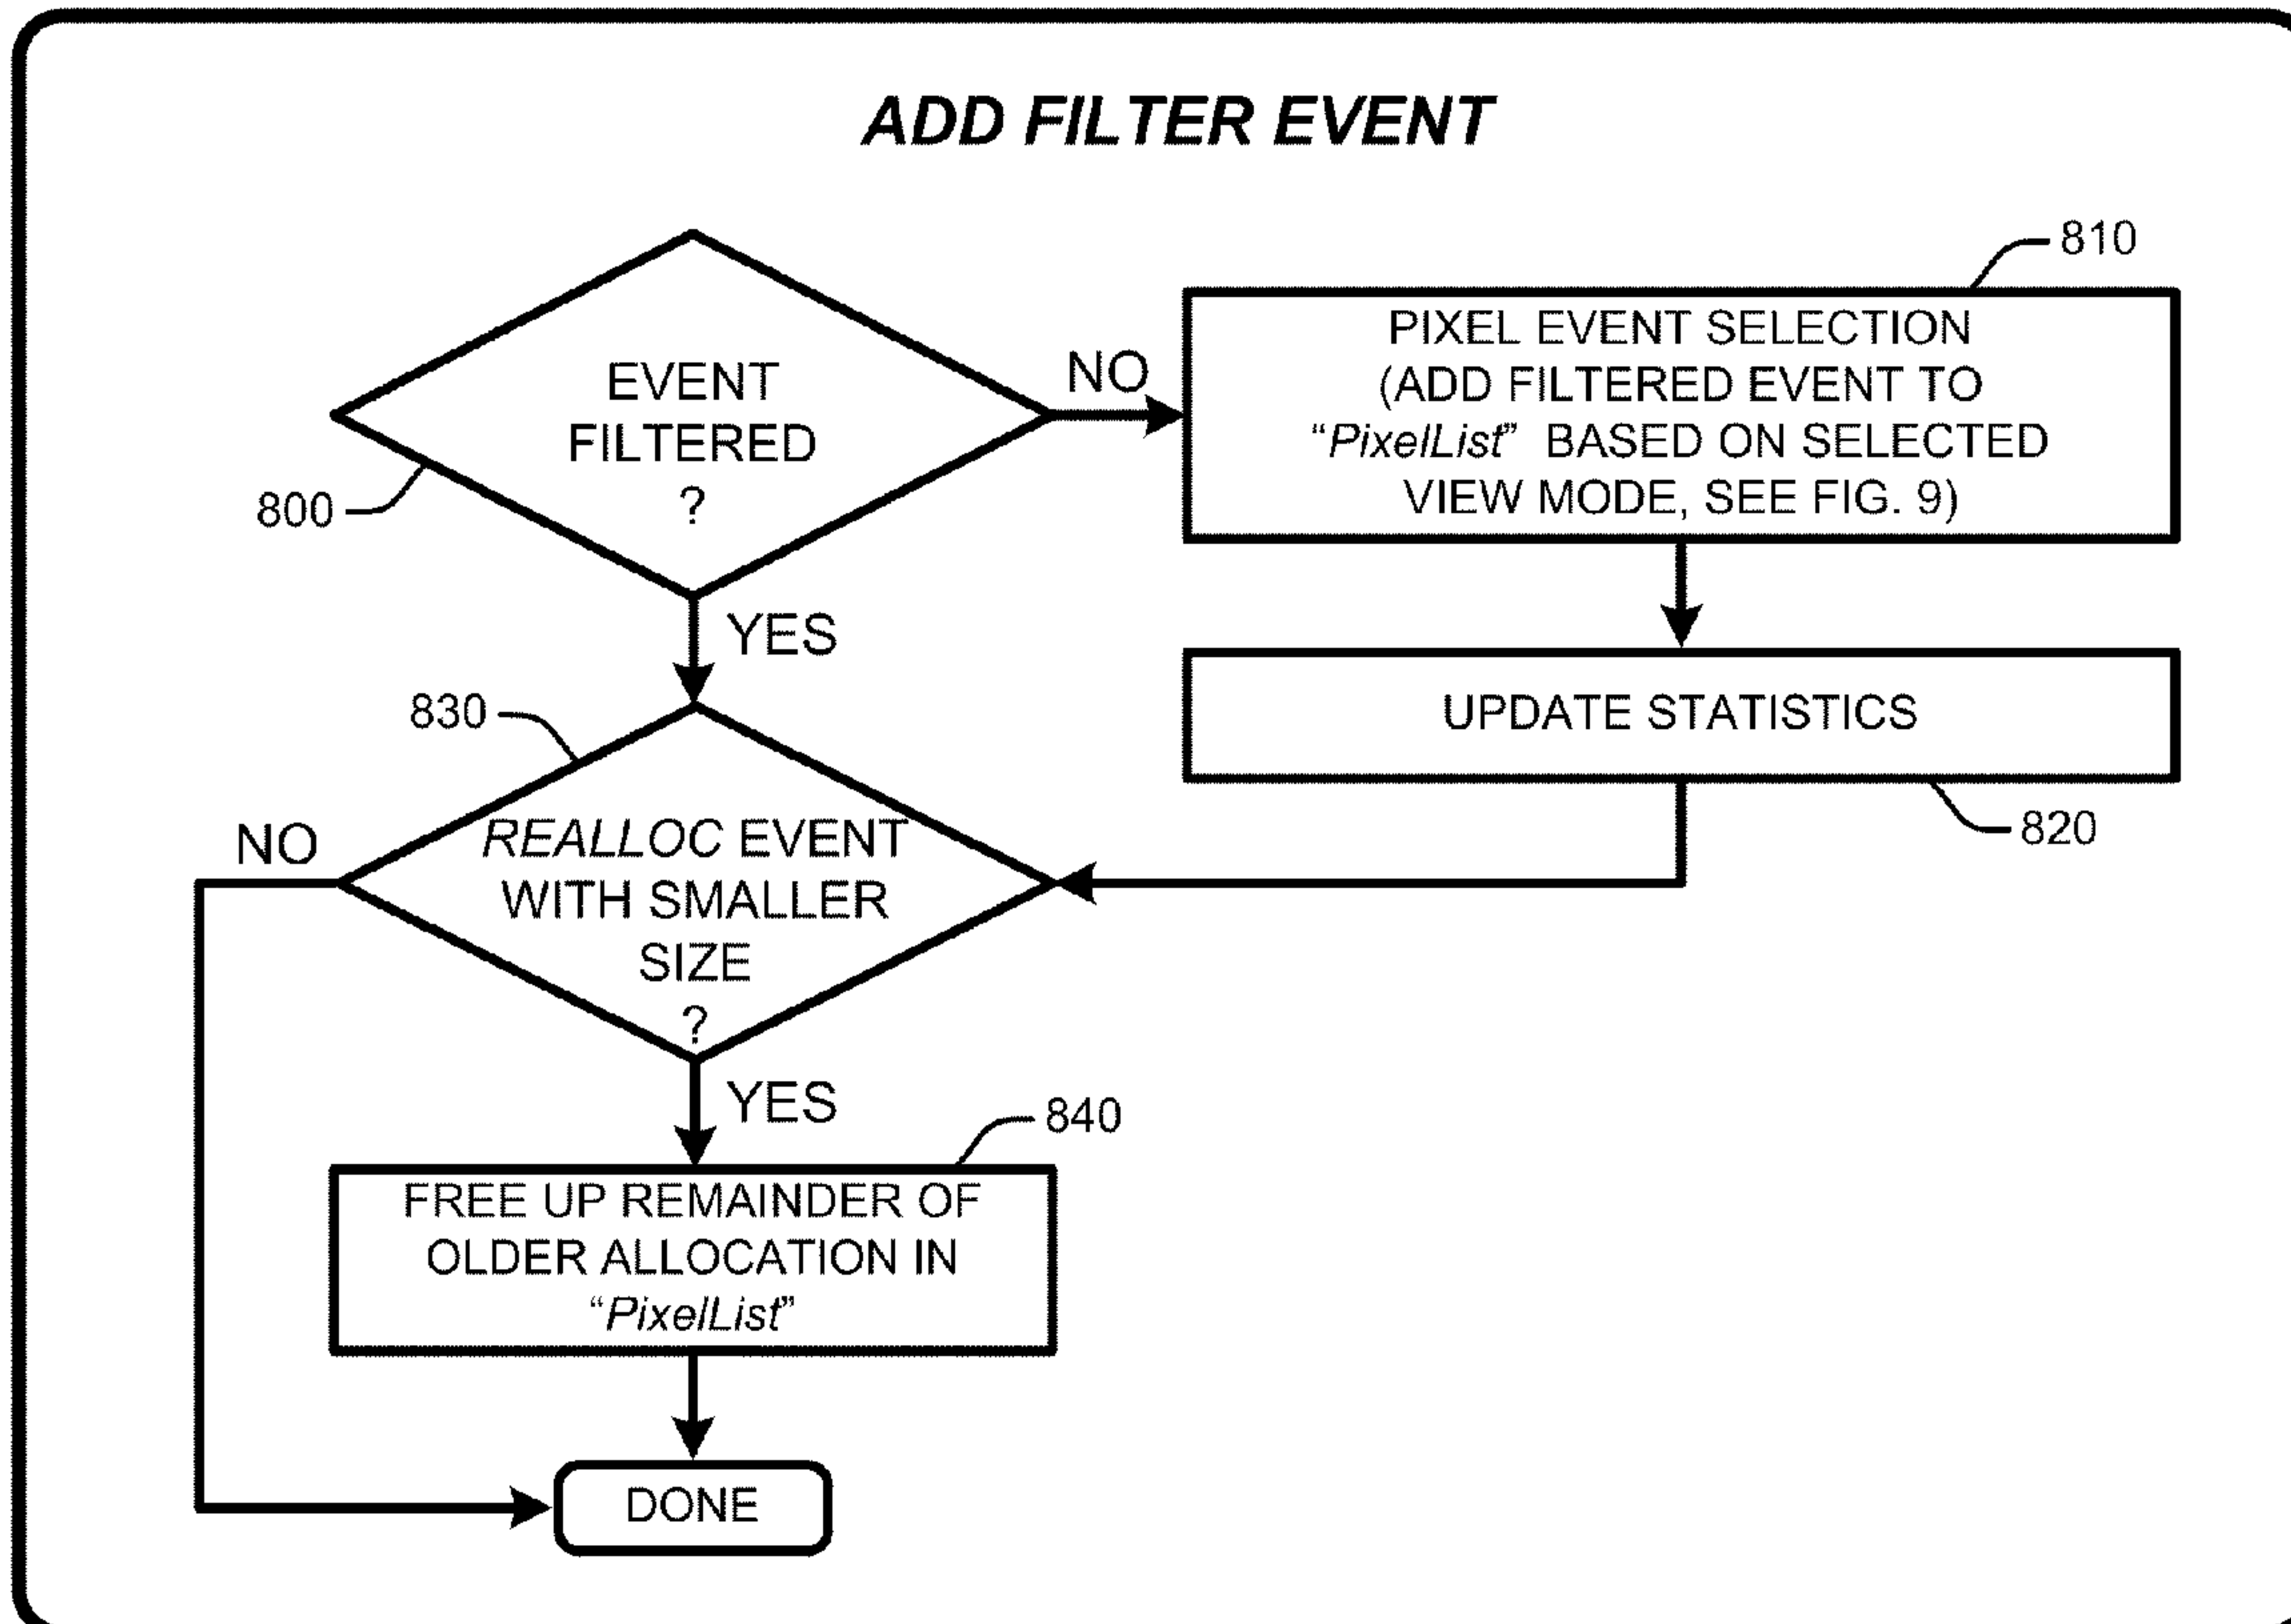 ADD FILTER EVENT
810
EVENT
FILTERED
?
800
NO
PIXEL EVENT SELECTION
(ADD FILTERED EVENT TO
“PixelList” BASED ON SELECTED
VIEW MODE, SEE FIG. 9)
YES
UPDATE STATISTICS
820
830
NO
REALLOC EVENT
WITH SMALLER
SIZE
?
YES
840
FREE UP REMAINDER OF
OLDER ALLOCATION IN
“PixelList”
DONE